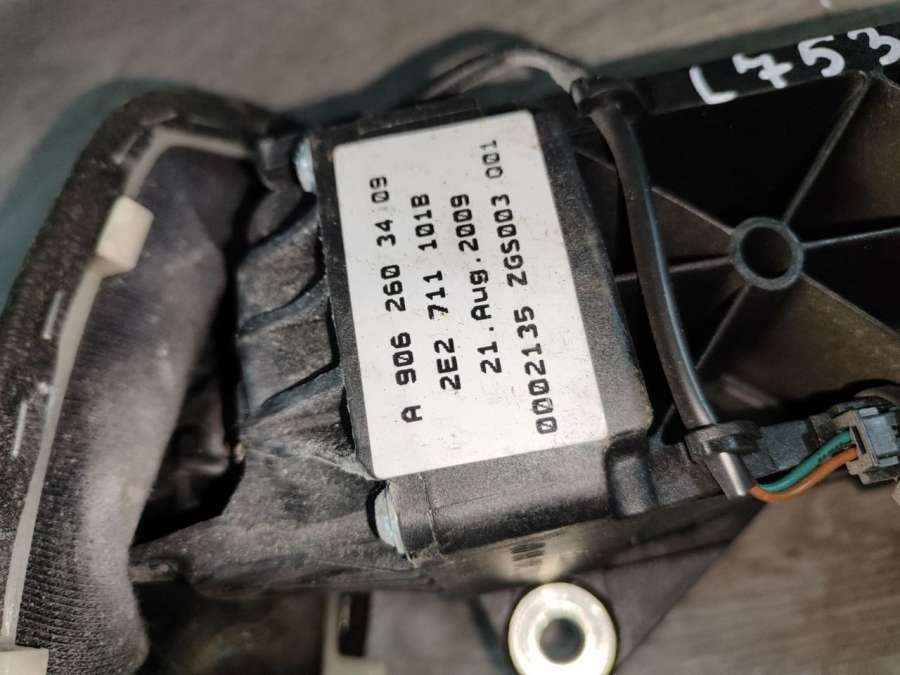 L753
A 906 260 34 09
2E2 711 101B
21.Aug.2009
0002135 ZGS003 001